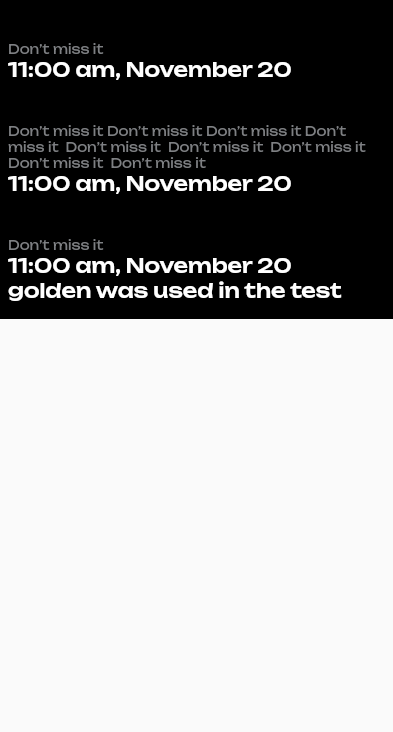 Don't miss it
11:00 am, November 20
Don't miss it Don't miss it Don't miss it Don't
miss it  Don't miss it  Don't miss it  Don't miss it
Don't miss it  Don't miss it
11:00 am, November 20
Don't miss it
11:00 am, November 20
golden was used in the test